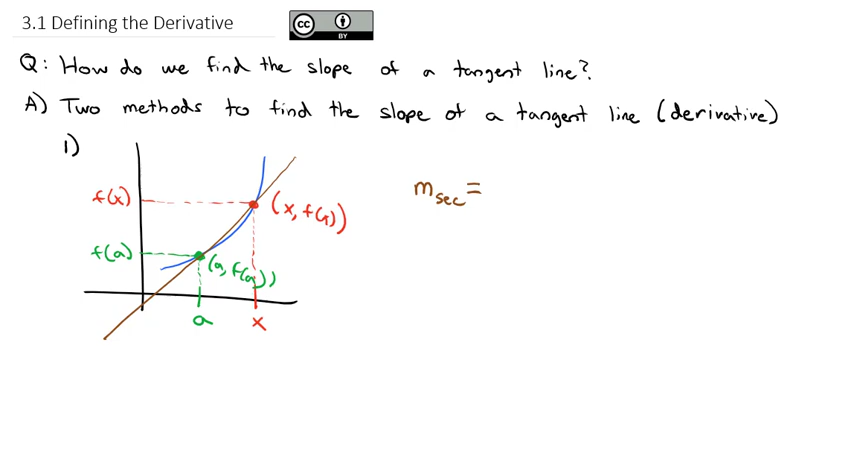 3.1 Defining the Derivative
cc BY
Q: How do we find the slope of a tangent line?
A) Two methods to find the slope of a tangent line (derivative)
1)
f(x)
(x, f(x))
m_sec =
f(a)
(a, f(a))
a
x